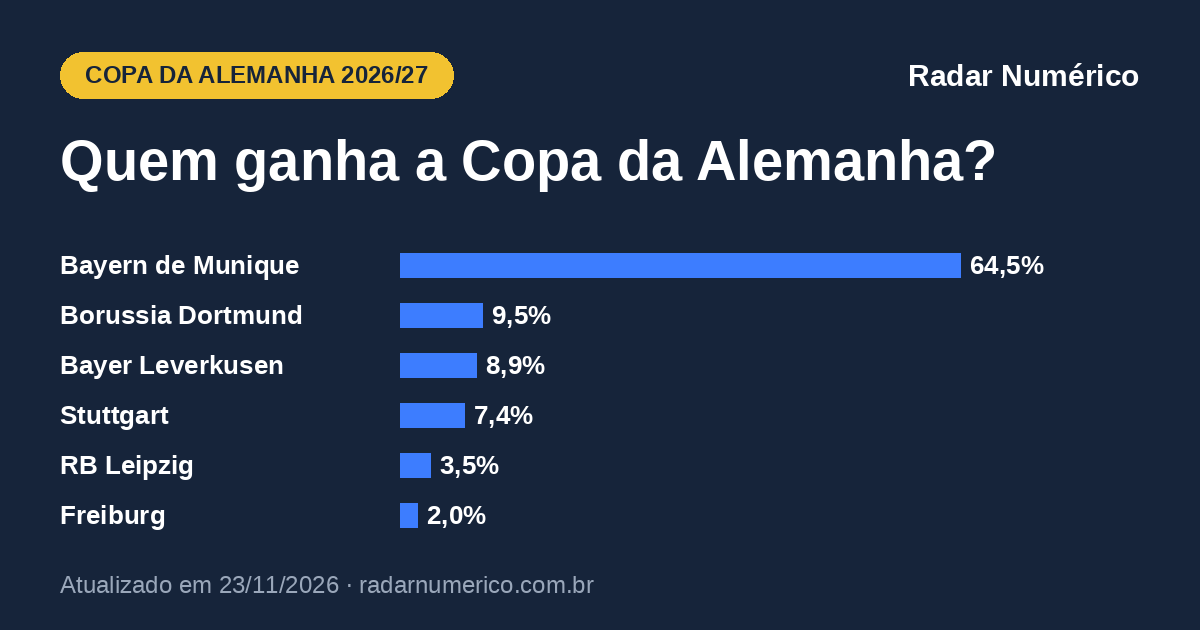 COPA DA ALEMANHA 2026/27
Radar Numérico
Quem ganha a Copa da Alemanha?
Bayern de Munique 64,5%
Borussia Dortmund 9,5%
Bayer Leverkusen 8,9%
Stuttgart 7,4%
RB Leipzig 3,5%
Freiburg 2,0%
Atualizado em 23/11/2026 · radarnumerico.com.br